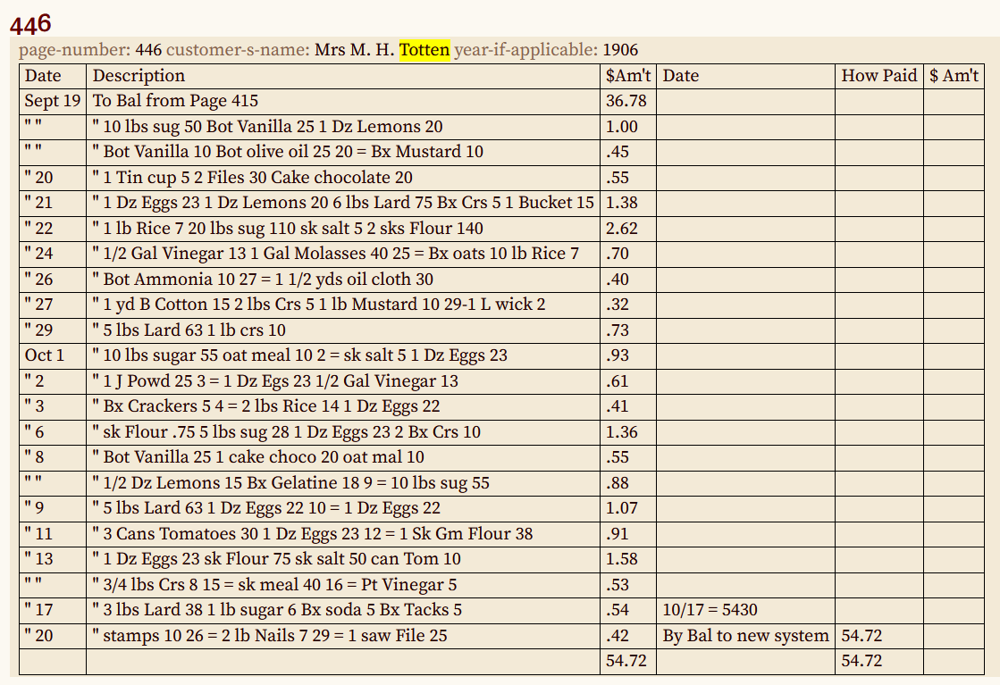 446
page-number: 446 customer-s-name: Mrs M. H. Totten year-if-applicable: 1906
Date Description $Am't Date How Paid $ Am't
Sept 19 To Bal from Page 415 36.78
" " " 10 lbs sug 50 Bot Vanilla 25 1 Dz Lemons 20 1.00
" " " Bot Vanilla 10 Bot olive oil 25 20 = Bx Mustard 10 .45
" 20 " 1 Tin cup 5 2 Files 30 Cake chocolate 20 .55
" 21 " 1 Dz Eggs 23 1 Dz Lemons 20 6 lbs Lard 75 Bx Crs 5 1 Bucket 15 1.38
" 22 " 1 lb Rice 7 20 lbs sug 110 sk salt 5 2 sks Flour 140 2.62
" 24 " 1/2 Gal Vinegar 13 1 Gal Molasses 40 25 = Bx oats 10 lb Rice 7 .70
" 26 " Bot Ammonia 10 27 = 1 1/2 yds oil cloth 30 .40
" 27 " 1 yd B Cotton 15 2 lbs Crs 5 1 lb Mustard 10 29-1 L wick 2 .32
" 29 " 5 lbs Lard 63 1 lb crs 10 .73
Oct 1 " 10 lbs sugar 55 oat meal 10 2 = sk salt 5 1 Dz Eggs 23 .93
" 2 " 1 J Powd 25 3 = 1 Dz Egs 23 1/2 Gal Vinegar 13 .61
" 3 " Bx Crackers 5 4 = 2 lbs Rice 14 1 Dz Eggs 22 .41
" 6 " sk Flour .75 5 lbs sug 28 1 Dz Eggs 23 2 Bx Crs 10 1.36
" 8 " Bot Vanilla 25 1 cake choco 20 oat mal 10 .55
" " " 1/2 Dz Lemons 15 Bx Gelatine 18 9 = 10 lbs sug 55 .88
" 9 " 5 lbs Lard 63 1 Dz Eggs 22 10 = 1 Dz Eggs 22 1.07
" 11 " 3 Cans Tomatoes 30 1 Dz Eggs 23 12 = 1 Sk Gm Flour 38 .91
" 13 " 1 Dz Eggs 23 sk Flour 75 sk salt 50 can Tom 10 1.58
" " " 3/4 lbs Crs 8 15 = sk meal 40 16 = Pt Vinegar 5 .53
" 17 " 3 lbs Lard 38 1 lb sugar 6 Bx soda 5 Bx Tacks 5 .54 10/17 = 5430
" 20 " stamps 10 26 = 2 lb Nails 7 29 = 1 saw File 25 .42 By Bal to new system 54.72
54.72 54.72